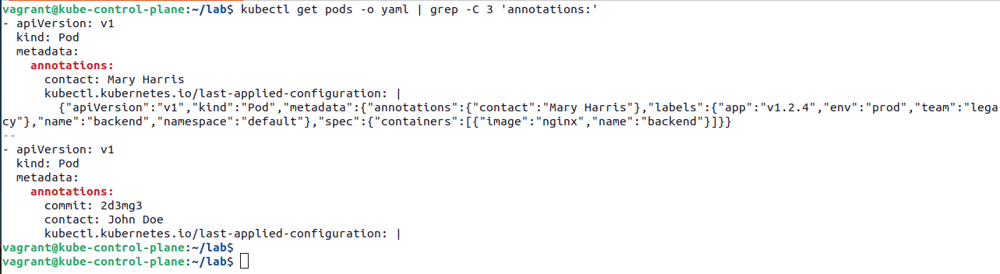 vagrant@kube-control-plane:~/lab$ kubectl get pods -o yaml | grep -C 3 'annotations:'
- apiVersion: v1
  kind: Pod
  metadata:
    annotations:
      contact: Mary Harris
      kubectl.kubernetes.io/last-applied-configuration: |
        {"apiVersion":"v1","kind":"Pod","metadata":{"annotations":{"contact":"Mary Harris"},"labels":{"app":"v1.2.4","env":"prod","team":"lega
cy"},"name":"backend","namespace":"default"},"spec":{"containers":[{"image":"nginx","name":"backend"}]}}
--
- apiVersion: v1
  kind: Pod
  metadata:
    annotations:
      commit: 2d3mg3
      contact: John Doe
      kubectl.kubernetes.io/last-applied-configuration: |
vagrant@kube-control-plane:~/lab$
vagrant@kube-control-plane:~/lab$